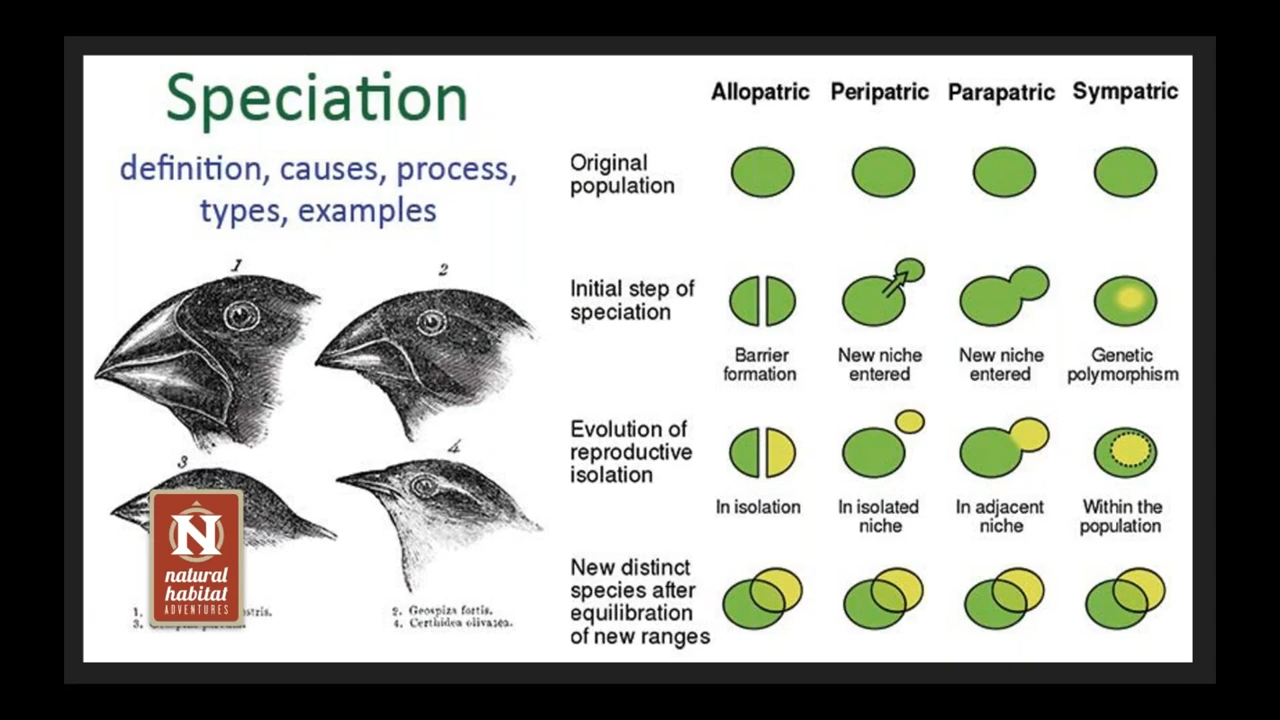 Speciation
definition, causes, process,
types, examples
1
2
3
4
natural
habitat
ADVENTURES
1. ostris.
3.
2. Geospiza fortis.
4. Certhidea olivasea.
Allopatric Peripatric Parapatric Sympatric
Original
population
Initial step of
speciation
Barrier
formation
New niche
entered
New niche
entered
Genetic
polymorphism
Evolution of
reproductive
isolation
In isolation
In isolated
niche
In adjacent
niche
Within the
population
New distinct
species after
equilibration
of new ranges